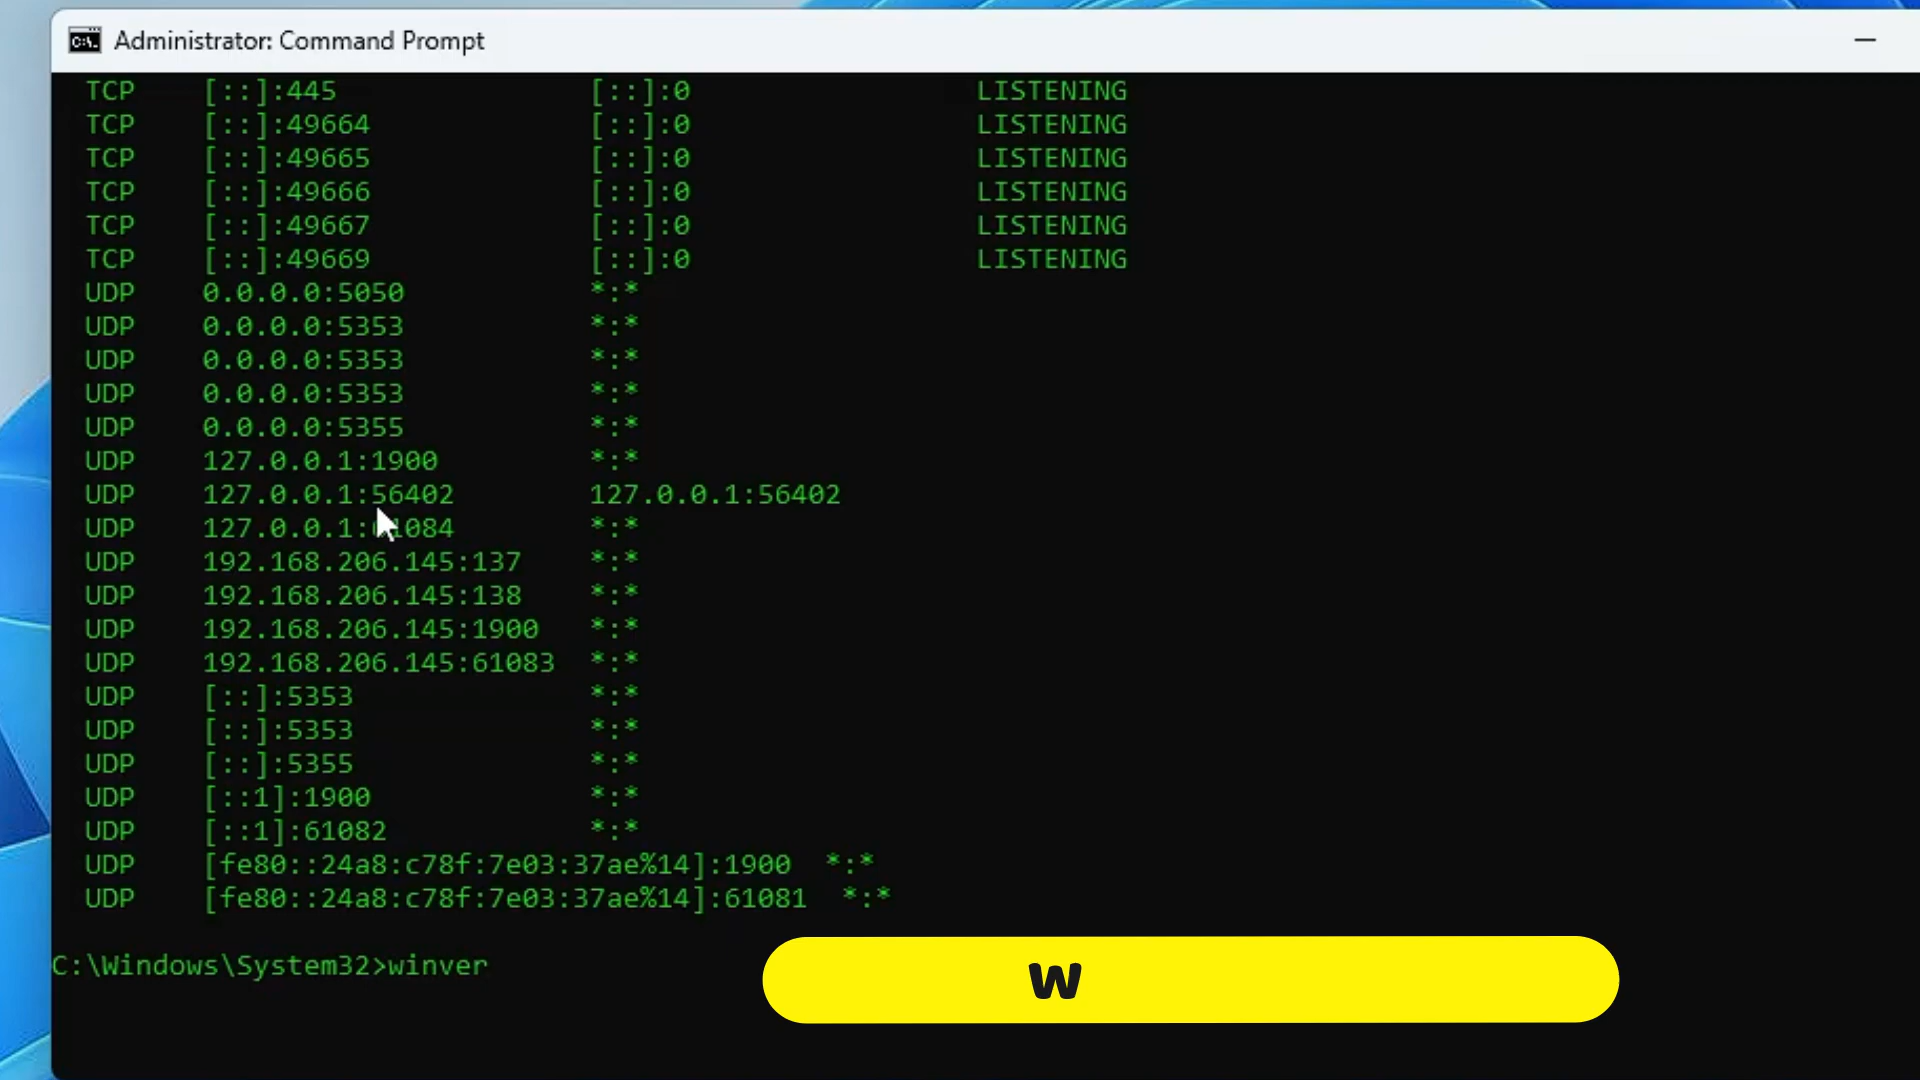 Administrator: Command Prompt
TCP [::]:445 [::]:0 LISTENING
TCP [::]:49664 [::]:0 LISTENING
TCP [::]:49665 [::]:0 LISTENING
TCP [::]:49666 [::]:0 LISTENING
TCP [::]:49667 [::]:0 LISTENING
TCP [::]:49669 [::]:0 LISTENING
UDP 0.0.0.0:5050 *:*
UDP 0.0.0.0:5353 *:*
UDP 0.0.0.0:5353 *:*
UDP 0.0.0.0:5353 *:*
UDP 0.0.0.0:5355 *:*
UDP 127.0.0.1:1900 *:*
UDP 127.0.0.1:56402 127.0.0.1:56402
UDP 127.0.0.1:61084 *:*
UDP 192.168.206.145:137 *:*
UDP 192.168.206.145:138 *:*
UDP 192.168.206.145:1900 *:*
UDP 192.168.206.145:61083 *:*
UDP [::]:5353 *:*
UDP [::]:5353 *:*
UDP [::]:5355 *:*
UDP [::1]:1900 *:*
UDP [::1]:61082 *:*
UDP [fe80::24a8:c78f:7e03:37ae%14]:1900 *:*
UDP [fe80::24a8:c78f:7e03:37ae%14]:61081 *:*
C:\Windows\System32>winver
W